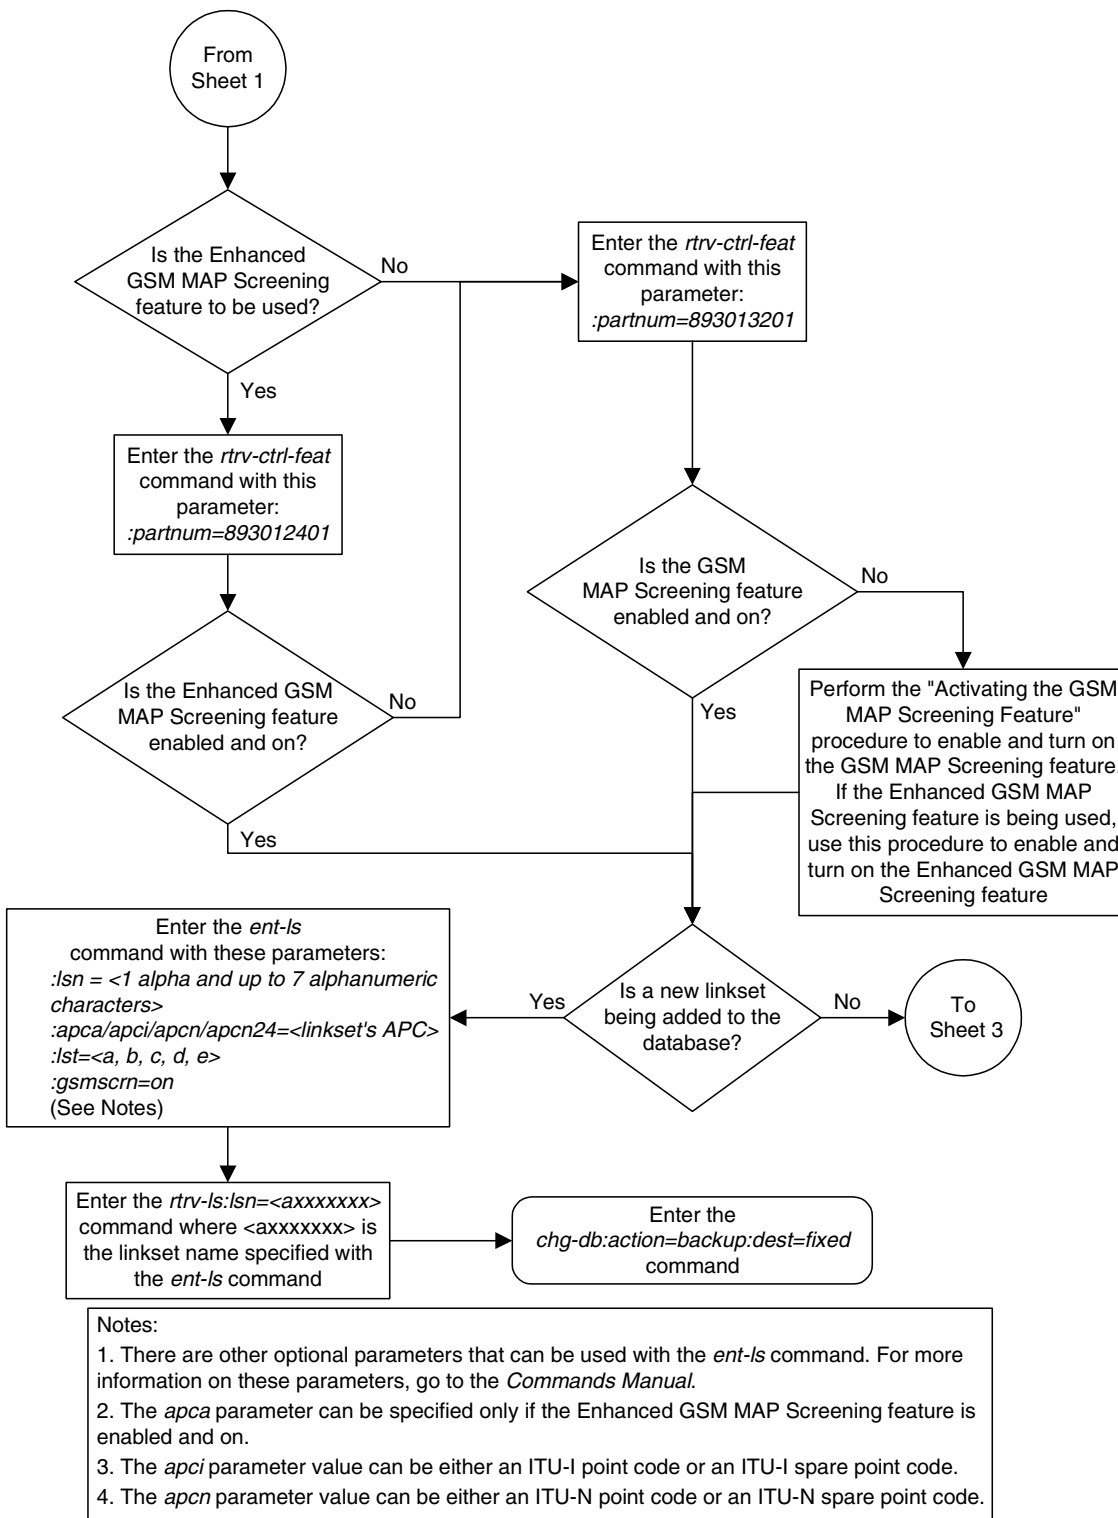 From
Sheet 1
Is the Enhanced
GSM MAP Screening
feature to be used?
No
Yes
Enter the rtrv-ctrl-feat
command with this
parameter:
:partnum=893013201
Enter the rtrv-ctrl-feat
command with this
parameter:
:partnum=893012401
Is the GSM
MAP Screening feature
enabled and on?
No
Yes
Is the Enhanced GSM
MAP Screening feature
enabled and on?
No
Yes
Perform the "Activating the GSM
MAP Screening Feature"
procedure to enable and turn on
the GSM MAP Screening feature.
If the Enhanced GSM MAP
Screening feature is being used,
use this procedure to enable and
turn on the Enhanced GSM MAP
Screening feature
Enter the ent-ls
command with these parameters:
:lsn = <1 alpha and up to 7 alphanumeric
characters>
:apca/apci/apcn/apcn24=<linkset's APC>
:lst=<a, b, c, d, e>
:gsmscrn=on
(See Notes)
Yes
Is a new linkset
being added to the
database?
No
To
Sheet 3
Enter the rtrv-ls:lsn=<axxxxxxx>
command where <axxxxxxx> is
the linkset name specified with
the ent-ls command
Enter the
chg-db:action=backup:dest=fixed
command
Notes:
1. There are other optional parameters that can be used with the ent-ls command. For more
information on these parameters, go to the Commands Manual.
2. The apca parameter can be specified only if the Enhanced GSM MAP Screening feature is
enabled and on.
3. The apci parameter value can be either an ITU-I point code or an ITU-I spare point code.
4. The apcn parameter value can be either an ITU-N point code or an ITU-N spare point code.